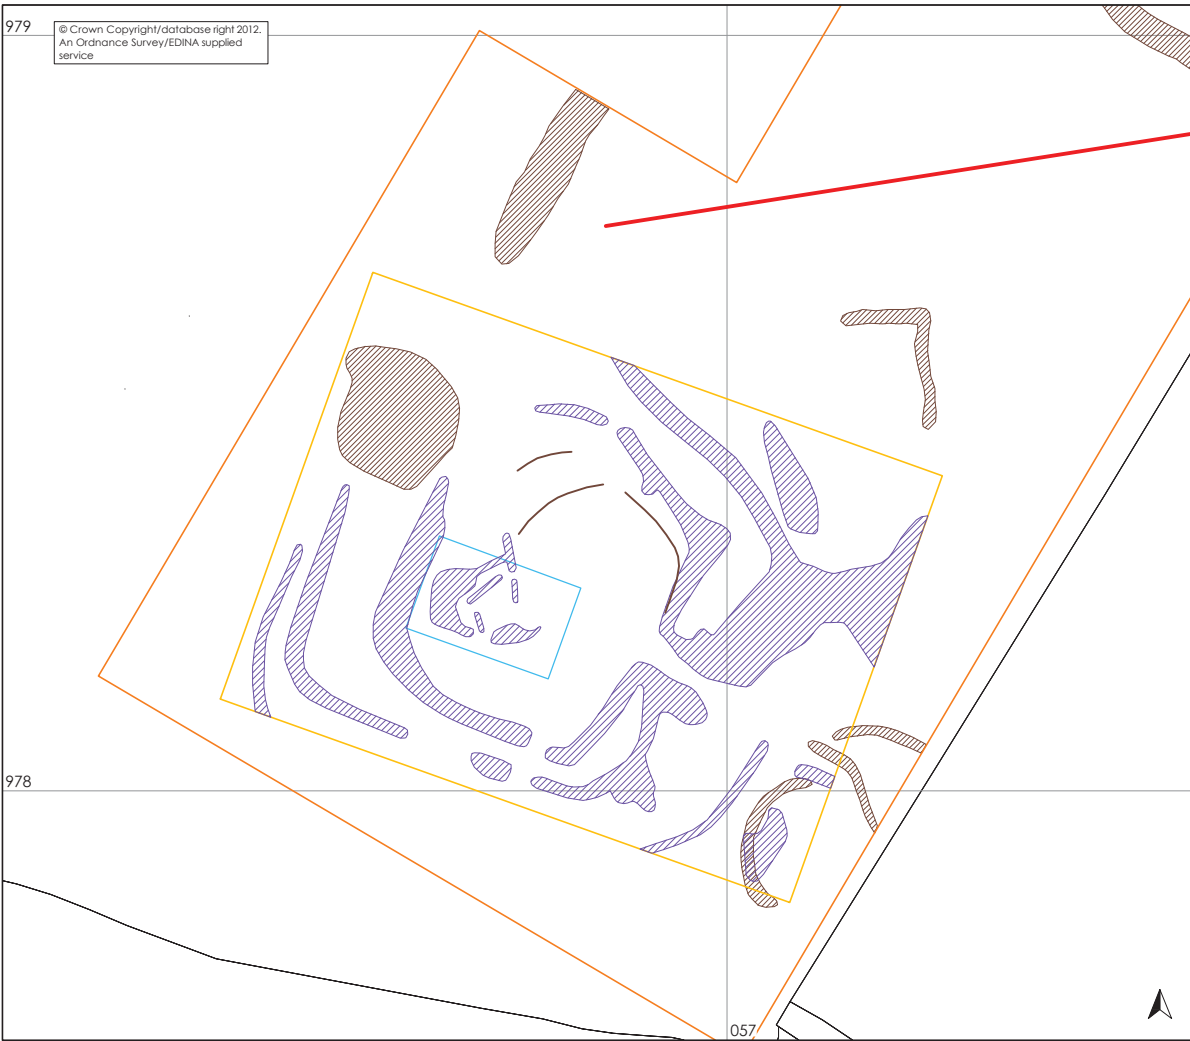 979
© Crown Copyright/database right 2012.
An Ordnance Survey/EDINA supplied
service
978
057